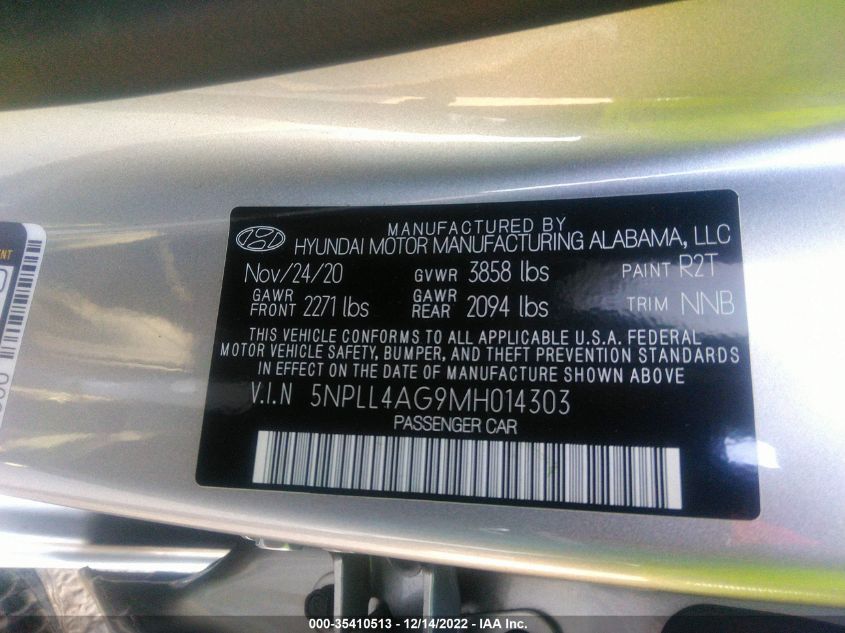 MANUFACTURED BY
HYUNDAI MOTOR MANUFACTURING ALABAMA, LLC
Nov/24/20 GVWR 3858 lbs PAINT R2T
GAWR FRONT 2271 lbs GAWR REAR 2094 lbs TRIM NNB
THIS VEHICLE CONFORMS TO ALL APPLICABLE U.S.A. FEDERAL
MOTOR VEHICLE SAFETY, BUMPER, AND THEFT PREVENTION STANDARDS
IN EFFECT ON THE DATE OF MANUFACTURE SHOWN ABOVE
V.I.N 5NPLL4AG9MH014303
PASSENGER CAR
000-35410513 - 12/14/2022 - IAA Inc.